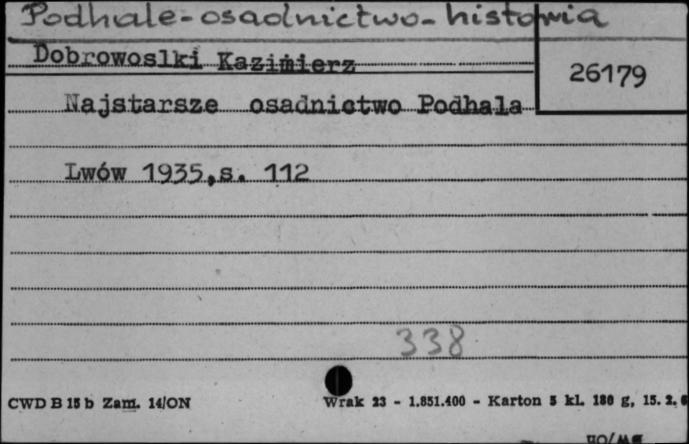 Podhale-osadnictwo-historia
Dobrowoslki Kazimierz
26179
Najstarsze osadnictwo Podhala
Lwów 1935,s. 112
338
CWD B 15 b Zam. 14/ON
Wrak 23 - 1.851.400 - Karton 5 kl. 180 g, 15. 2. 6